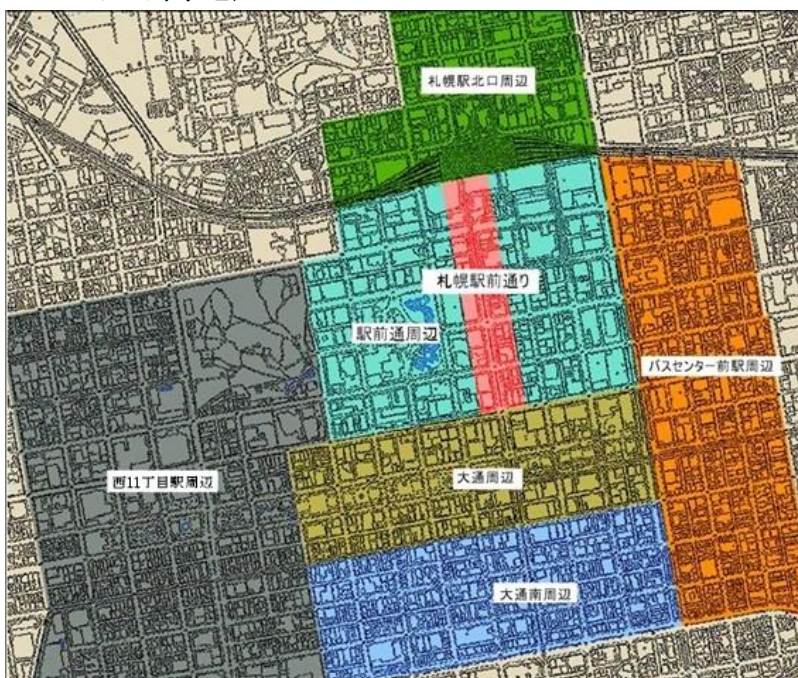 札幌駅北口周辺
札幌駅前通り
駅前通周辺
バスセンター前駅周辺
西11丁目駅周辺
大通周辺
大通南周辺